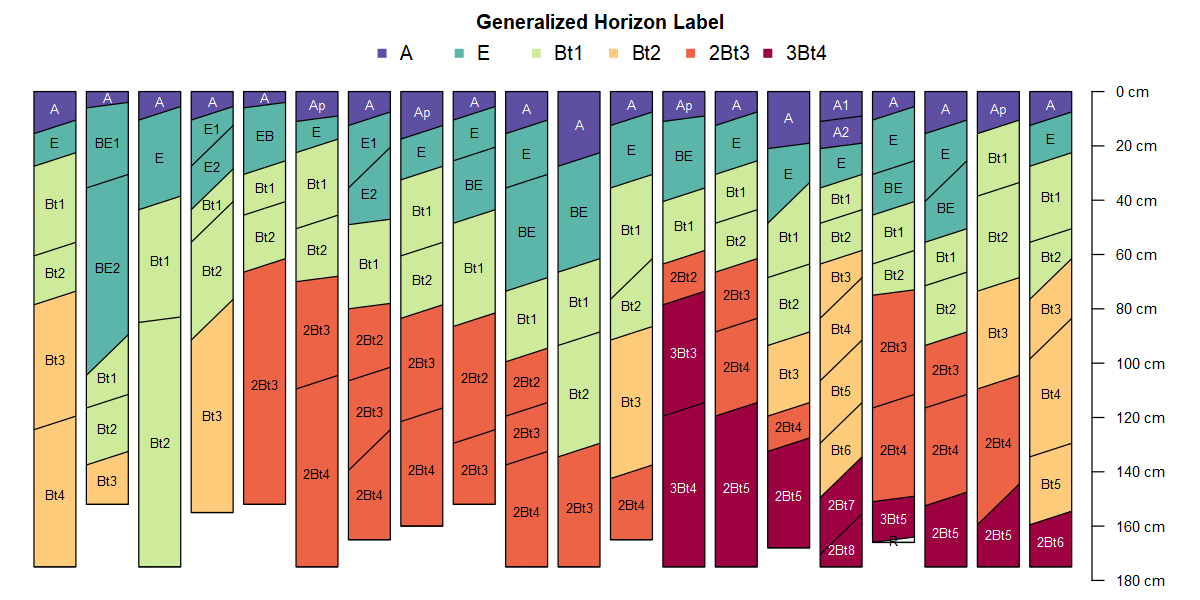 Generalized Horizon Label
A E Bt1 Bt2 2Bt3 3Bt4
A
E
Bt1
Bt2
Bt3
Bt4
A
BE1
BE2
Bt1
Bt2
Bt3
A
E
Bt1
Bt2
A
E1
E2
Bt1
Bt2
Bt3
A
EB
Bt1
Bt2
2Bt3
Ap
E
Bt1
Bt2
2Bt3
2Bt4
A
E1
E2
Bt1
2Bt2
2Bt3
2Bt4
Ap
E
Bt1
Bt2
2Bt3
2Bt4
A
E
BE
Bt1
2Bt2
2Bt3
A
E
BE
Bt1
2Bt2
2Bt3
2Bt4
A
BE
Bt1
Bt2
2Bt3
A
E
Bt1
Bt2
Bt3
2Bt4
Ap
BE
Bt1
2Bt2
3Bt3
3Bt4
A
E
Bt1
Bt2
2Bt3
2Bt4
2Bt5
A
E
Bt1
Bt2
Bt3
2Bt4
2Bt5
A1
A2
E
Bt1
Bt2
Bt3
Bt4
Bt5
Bt6
2Bt7
2Bt8
A
E
BE
Bt1
Bt2
2Bt3
2Bt4
3Bt5
R
A
E
BE
Bt1
Bt2
2Bt3
2Bt4
2Bt5
Ap
Bt1
Bt2
Bt3
2Bt4
2Bt5
A
E
Bt1
Bt2
Bt3
Bt4
Bt5
2Bt6
0 cm
20 cm
40 cm
60 cm
80 cm
100 cm
120 cm
140 cm
160 cm
180 cm